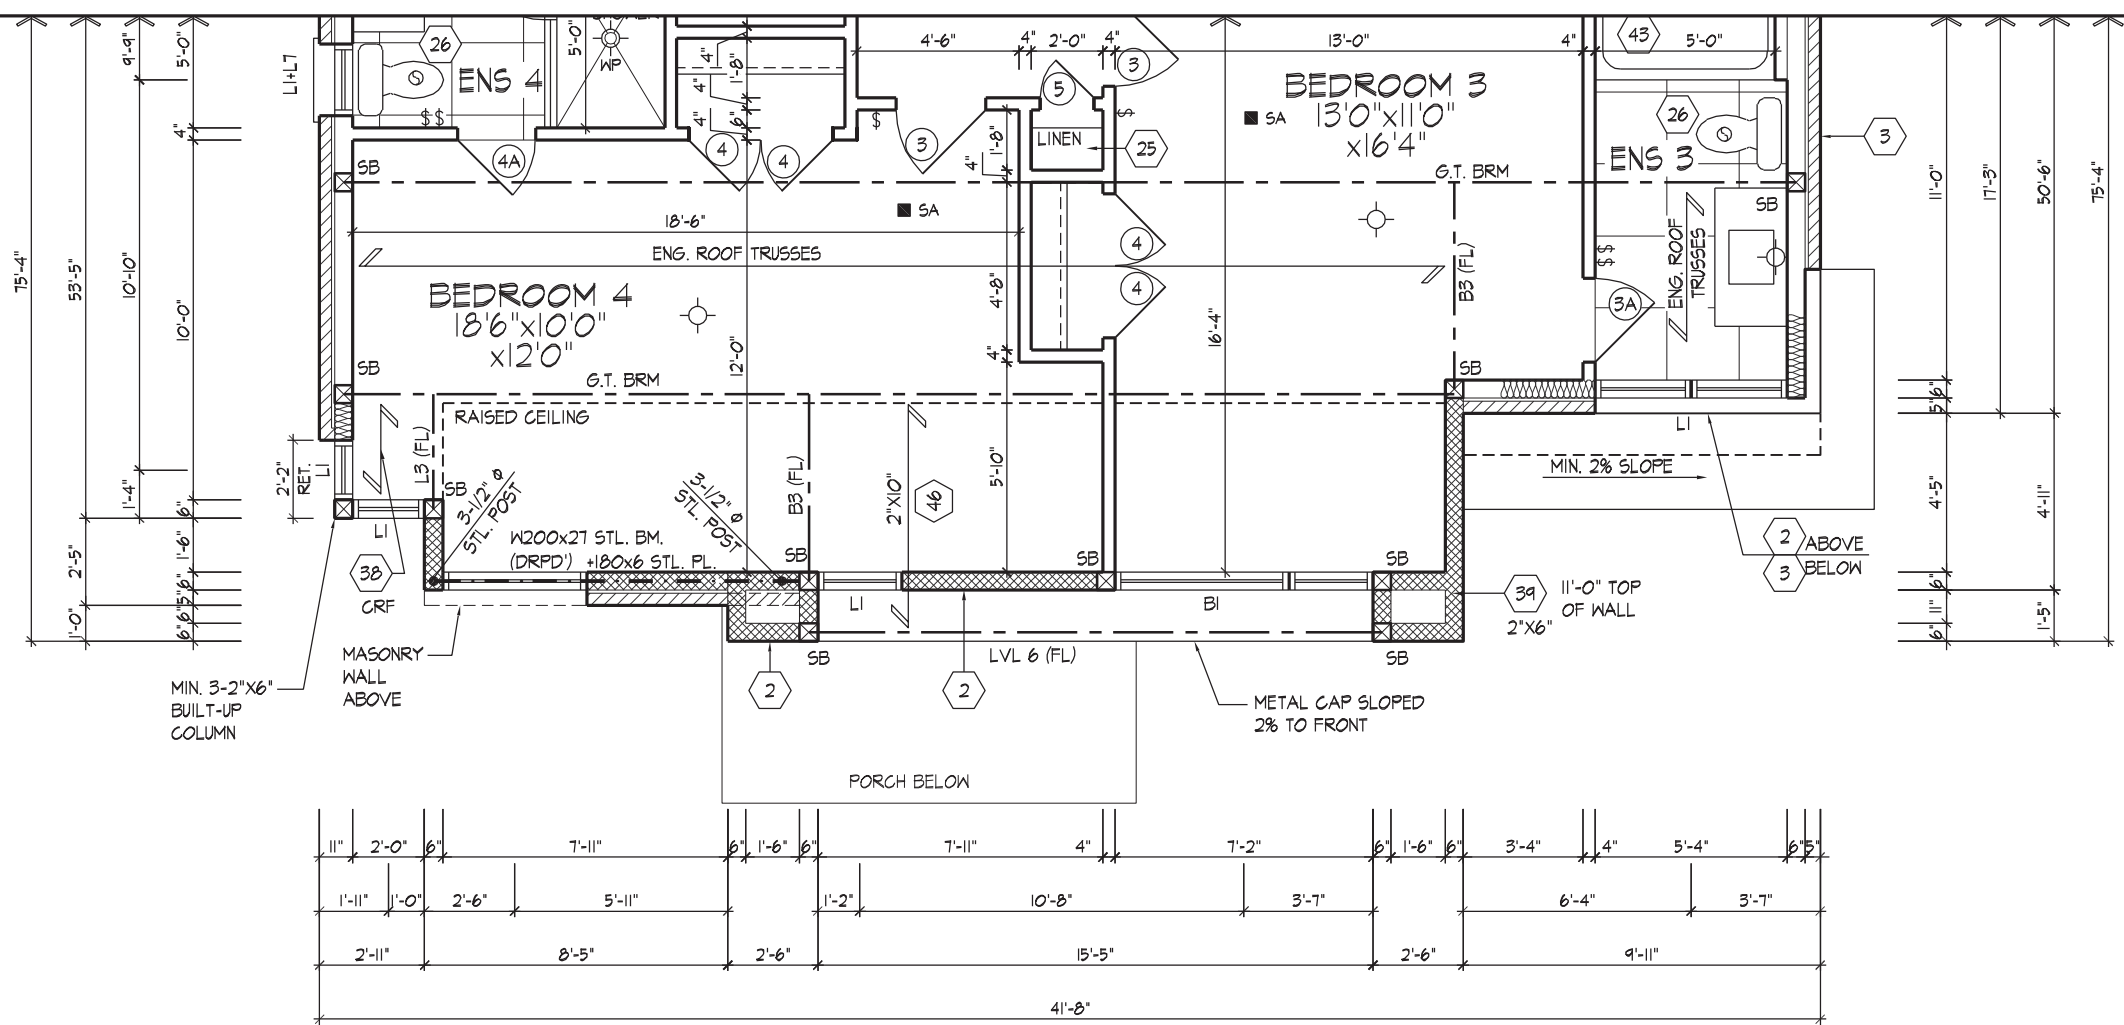 75'-4"
53'-5"
2'-5"
1'-0"
9'-9"
10'-10"
1'-4"
5'-0"
4"
10'-0"
6"
1'-6"
6"
5"
6"
6"
L1+L7
26
ENS 4
$ $
5'-0"
WP
4"
1'-8"
4"
4"
6"
4A
4
4
3
$
4'-6"
4"
2'-0"
4"
3
5
$
LINEN
25
1'-8"
4"
13'-0"
4"
BEDROOM 3
13'0"x11'0"
x16'4"
SA
G.T. BRM
43
5'-0"
26
ENS 3
3
SB
SB
SA
18'-6"
ENG. ROOF TRUSSES
BEDROOM 4
18'6"x10'0"
x12'0"
12'-0"
4'-8"
4"
4
4
16'-4"
B3 (FL)
$ $
3A
ENG. ROOF
TRUSSES
SB
SB
G.T. BRM
RAISED CEILING
L3 (FL)
2'-2"
RET.
L1
SB
3-1/2" Ø
STL. POST
3-1/2" Ø
STL. POST
W200x27 STL. BM.
(DRPD') +180x6 STL. PL.
B3 (FL)
2"X10"
46
5'-10"
SB
SB
SB
L1
38
CRF
L1
B1
L1
MIN. 2% SLOPE
2
3
ABOVE
BELOW
39
11'-0" TOP
OF WALL
2"X6"
MASONRY
WALL
ABOVE
MIN. 3-2"X6"
BUILT-UP
COLUMN
2
SB
2
LVL 6 (FL)
SB
METAL CAP SLOPED
2% TO FRONT
PORCH BELOW
11'-0"
5"
6"
4'-5"
6"
11"
6"
17'-3"
50'-6"
4'-11"
1'-5"
75'-4"
11"
2'-0"
6"
7'-11"
6"
1'-6"
6"
7'-11"
4"
7'-2"
6"
1'-6"
6"
3'-4"
4"
5'-4"
6"
5"
1'-11"
1'-0"
2'-6"
5'-11"
1'-2"
10'-8"
3'-7"
6'-4"
3'-7"
2'-11"
8'-5"
2'-6"
15'-5"
2'-6"
9'-11"
41'-8"